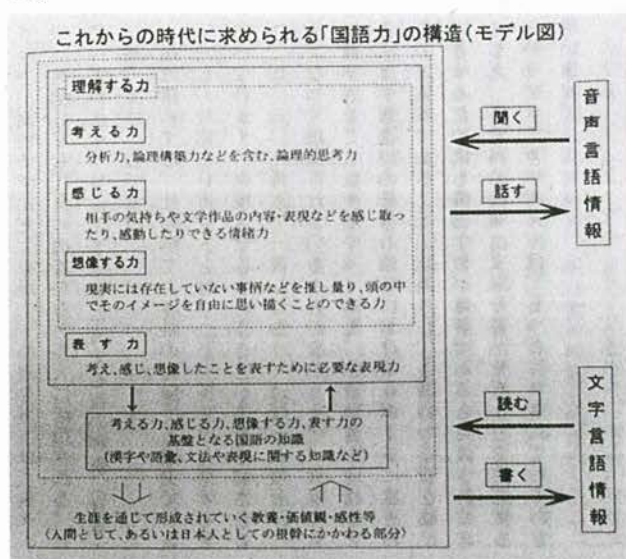 これからの時代に求められる「国語力」の構造(モデル図)
理解する力
考える力
分析力、論理構築力などを含む、論理的思考力
感じる力
相手の気持ちや文学作品の内容・表現などを感じ取っ
たり、感動したりできる情緒力
想像する力
現実には存在していない事柄などを推し量り、頭の中
でそのイメージを自由に思い描くことのできる力
表す力
考え、感じ、想像したことを表すために必要な表現力
考える力、感じる力、想像する力、表す力の
基盤となる国語の知識
(漢字や語彙、文法や表現に関する知識など)
生涯を通じて形成されていく教養・価値観・感性等
(人間として、あるいは日本人としての根幹にかかわる部分)
聞く
話す
音声言語情報
読む
書く
文字言語情報